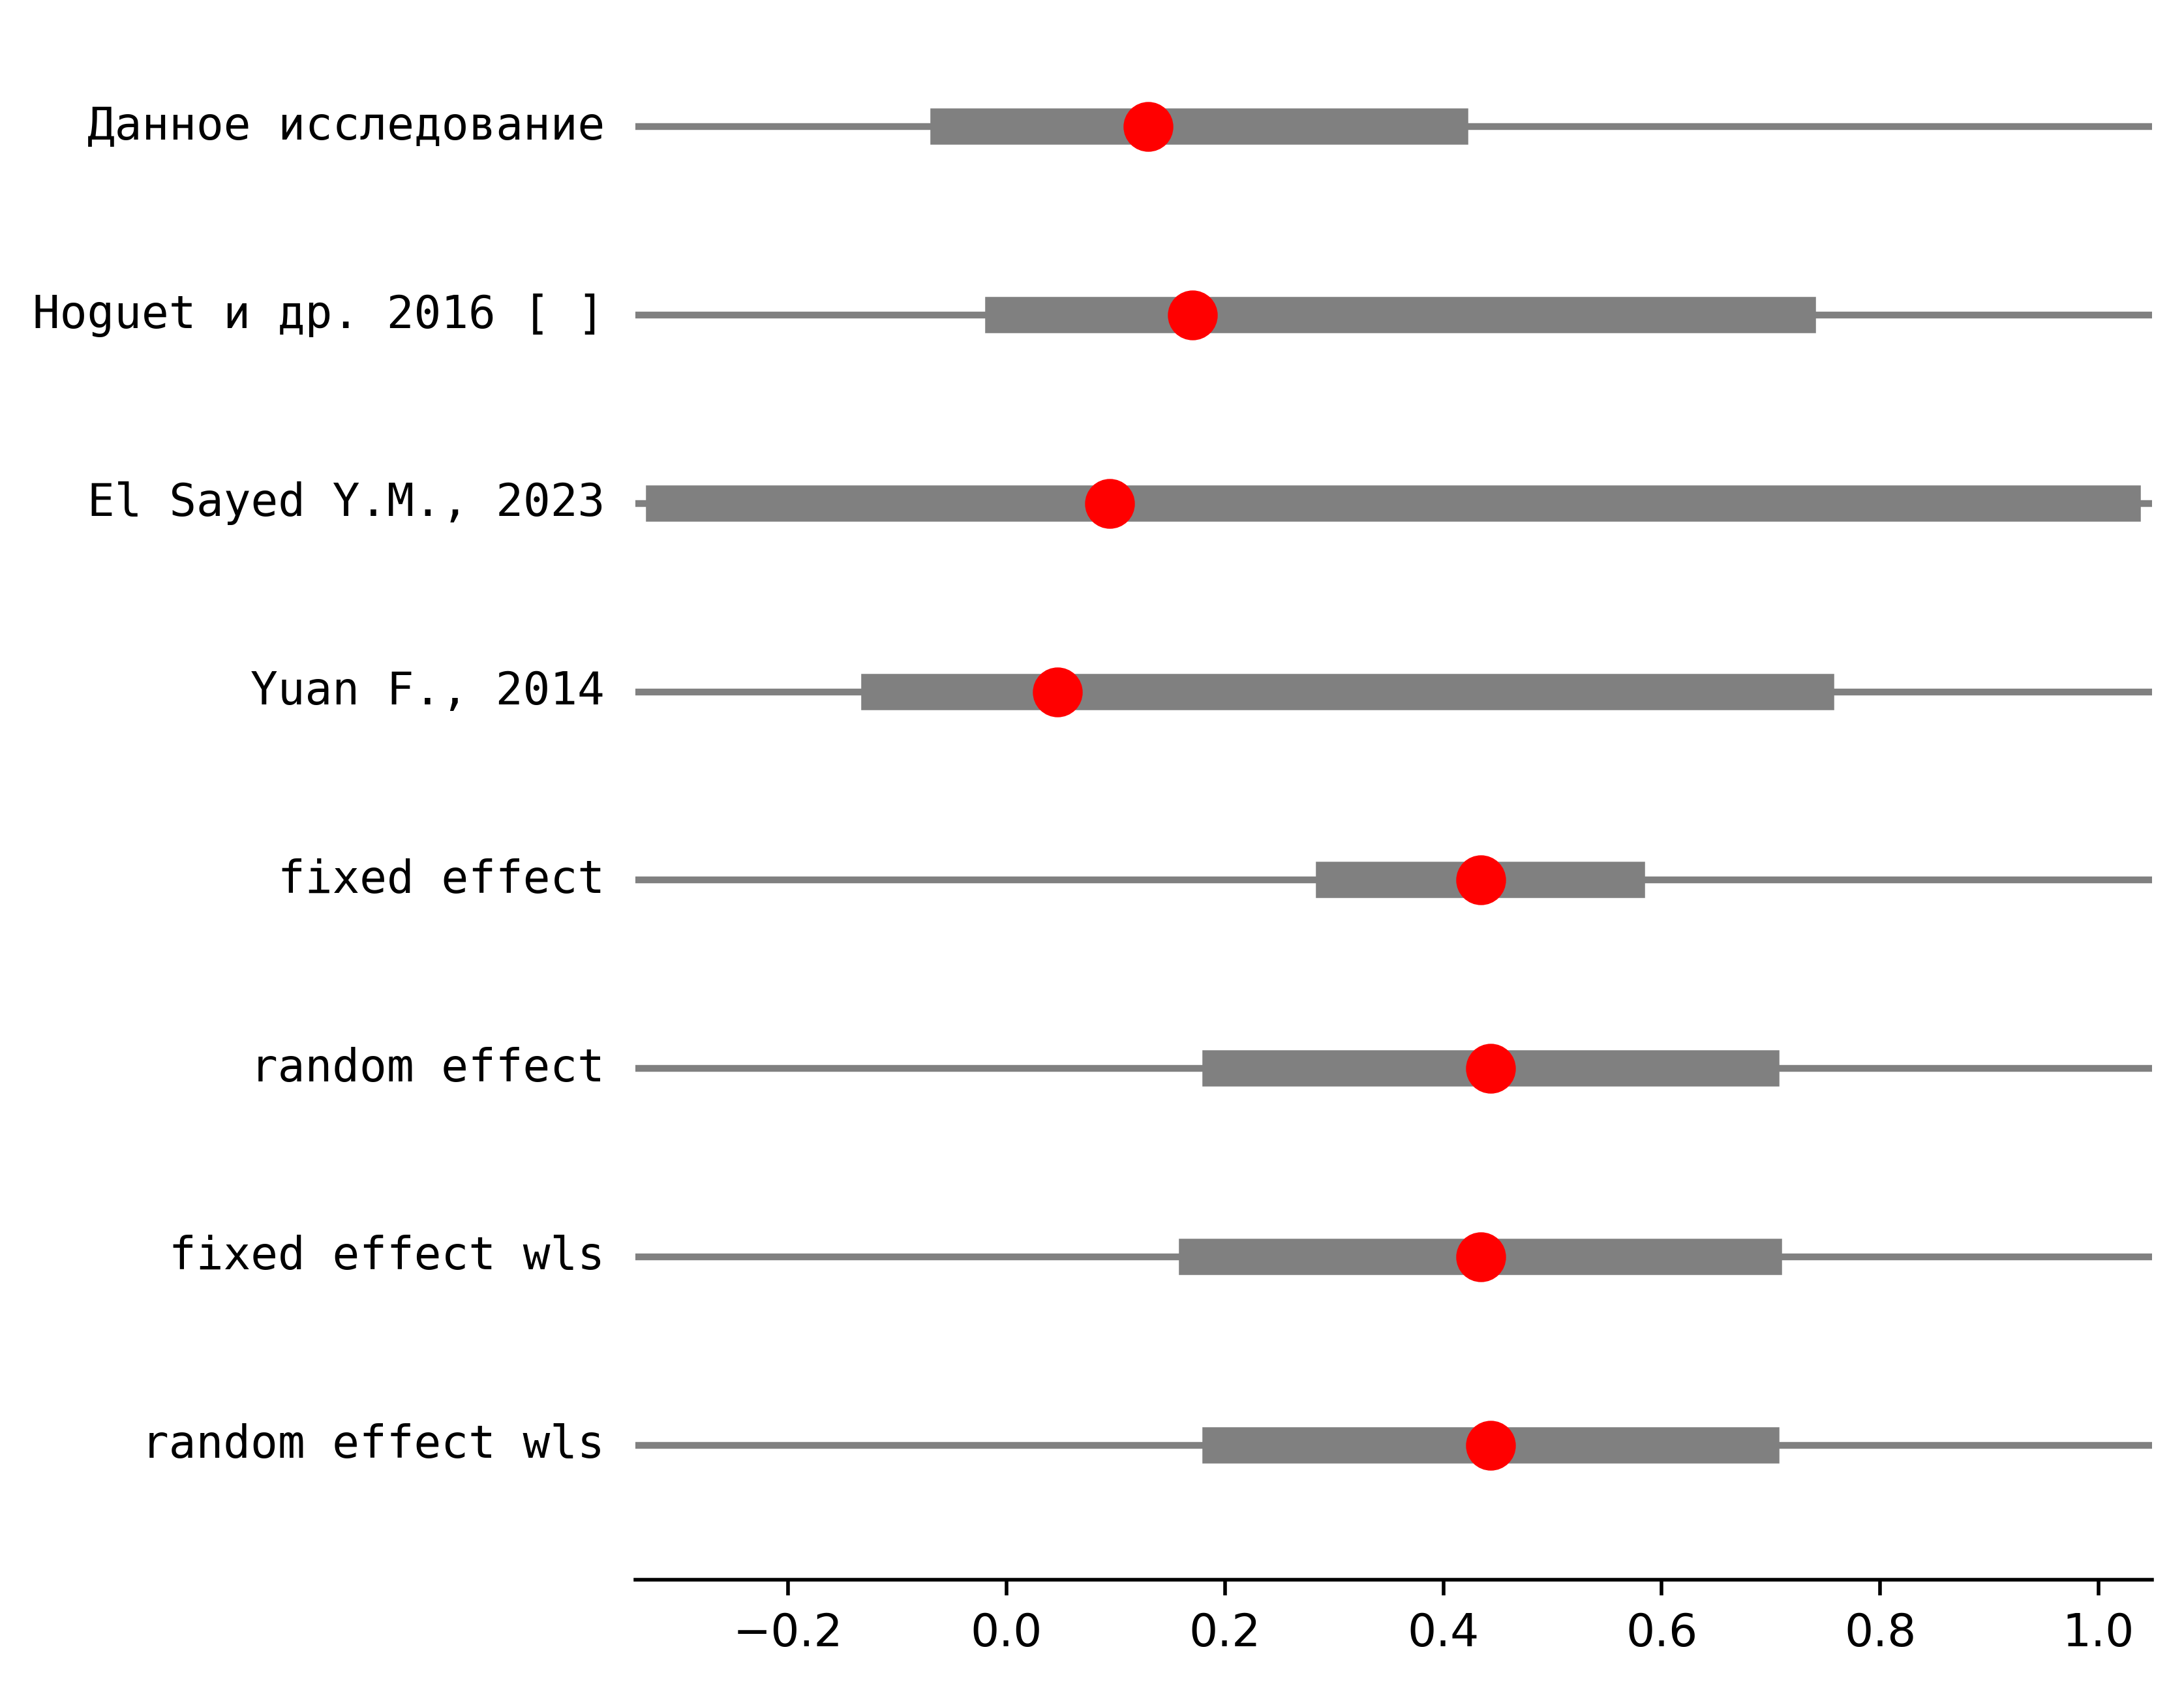 Данное исследование
Hoguet и др. 2016 [ ]
El Sayed Y.M., 2023
Yuan F., 2014
fixed effect
random effect
fixed effect wls
random effect wls
−0.2 0.0 0.2 0.4 0.6 0.8 1.0